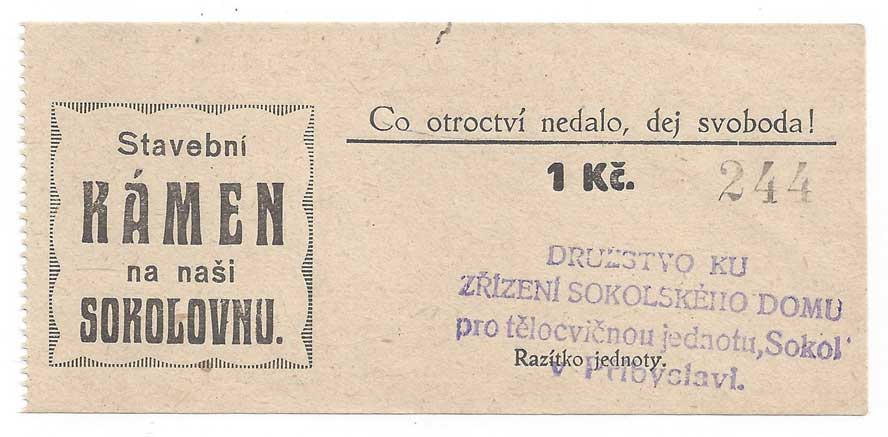 Stavební
KÁMEN
na naši
SOKOLOVNU.
Co otroctví nedalo, dej svoboda!
1 Kč.
244
DRUŽSTVO KU
ZŘÍZENÍ SOKOLSKÉHO DOMU
pro tělocvičnou jednotu „Sokol"
Razítko jednoty.
v Přibyslavi.